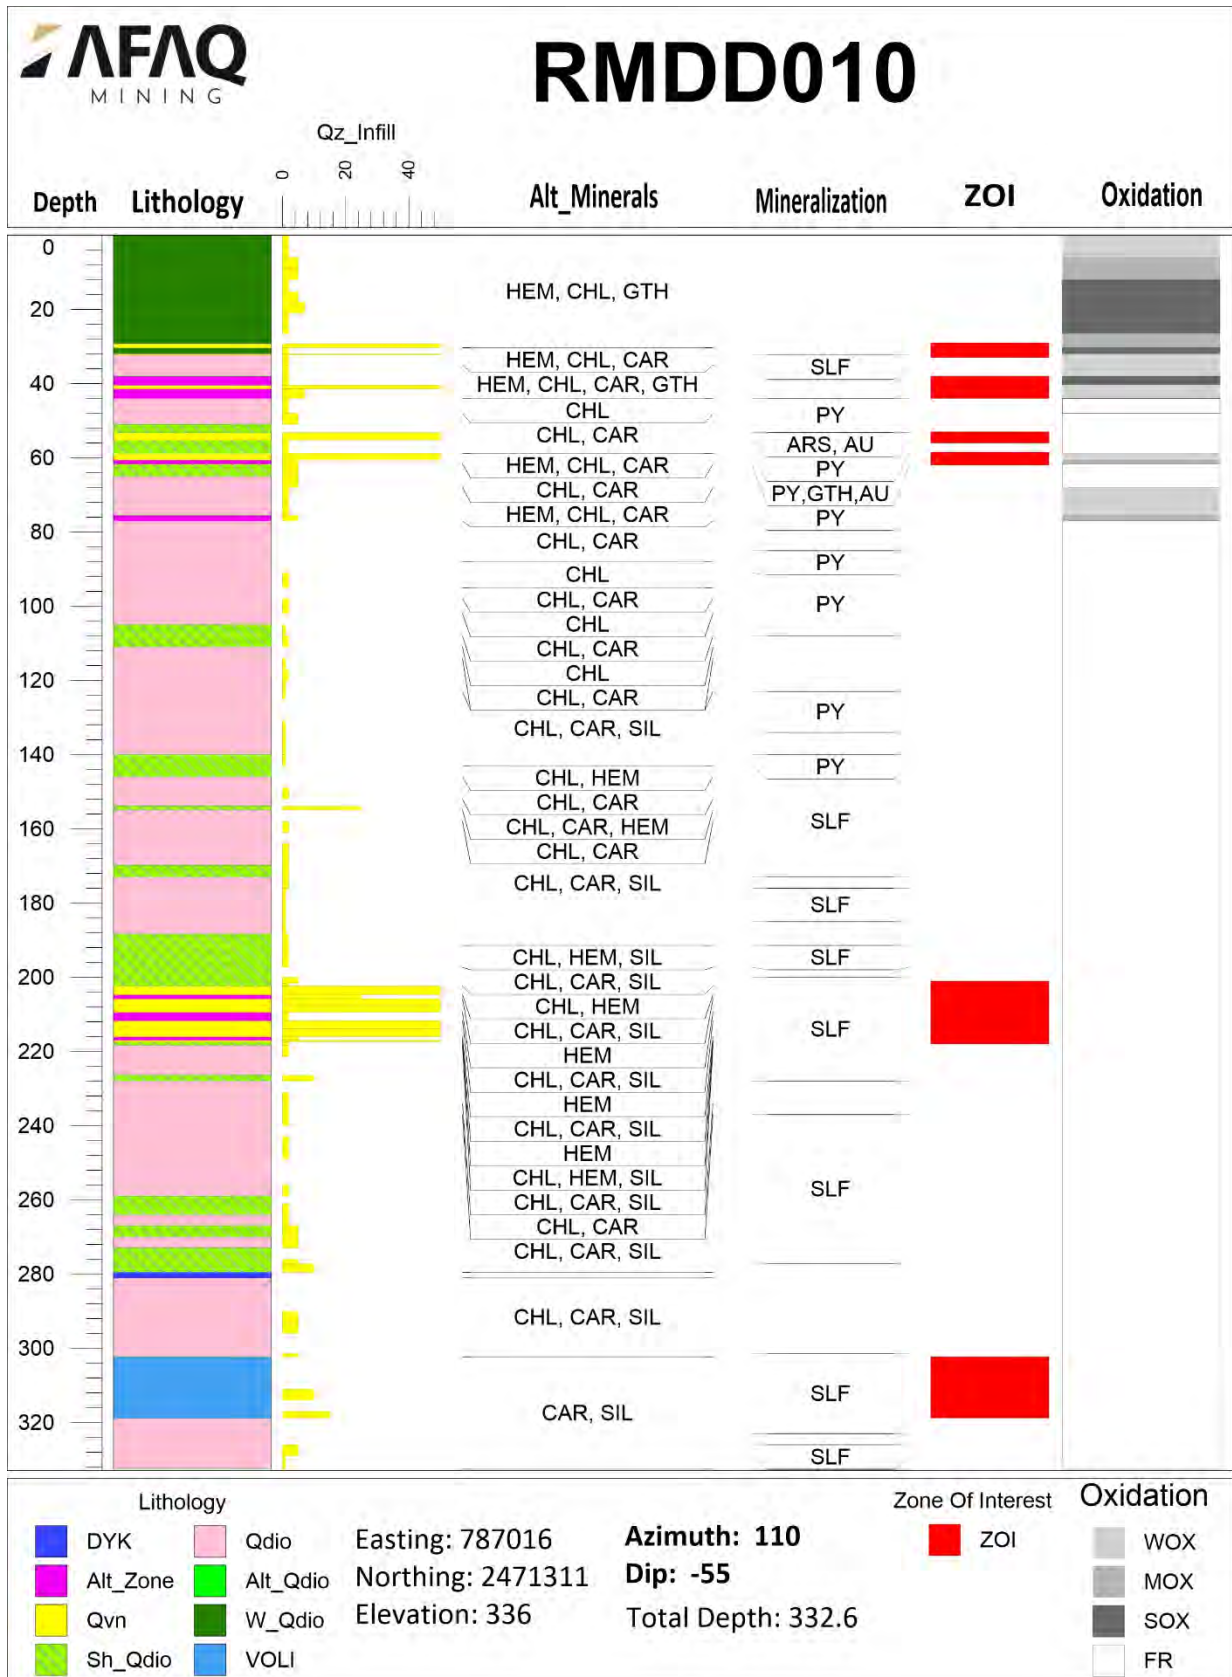 AFAQ
MINING
RMDD010
Qz_Infill
0 20 40
Depth Lithology Alt_Minerals Mineralization ZOI Oxidation
0
20
40
60
80
100
120
140
160
180
200
220
240
260
280
300
320
HEM, CHL, GTH
HEM, CHL, CAR
HEM, CHL, CAR, GTH
CHL
CHL, CAR
HEM, CHL, CAR
CHL, CAR
HEM, CHL, CAR
CHL, CAR
CHL
CHL, CAR
CHL
CHL, CAR
CHL
CHL, CAR
CHL, CAR, SIL
CHL, HEM
CHL, CAR
CHL, CAR, HEM
CHL, CAR
CHL, CAR, SIL
CHL, HEM, SIL
CHL, CAR, SIL
CHL, HEM
CHL, CAR, SIL
HEM
CHL, CAR, SIL
HEM
CHL, CAR, SIL
HEM
CHL, HEM, SIL
CHL, CAR, SIL
CHL, CAR
CHL, CAR, SIL
CHL, CAR, SIL
CAR, SIL
SLF
PY
ARS, AU
PY
PY,GTH,AU
PY
PY
PY
PY
PY
SLF
SLF
SLF
SLF
SLF
SLF
SLF
Lithology
DYK
Alt_Zone
Qvn
Sh_Qdio
Qdio
Alt_Qdio
W_Qdio
VOLI
Easting: 787016
Northing: 2471311
Elevation: 336
Azimuth: 110
Dip: -55
Total Depth: 332.6
Zone Of Interest
ZOI
Oxidation
WOX
MOX
SOX
FR